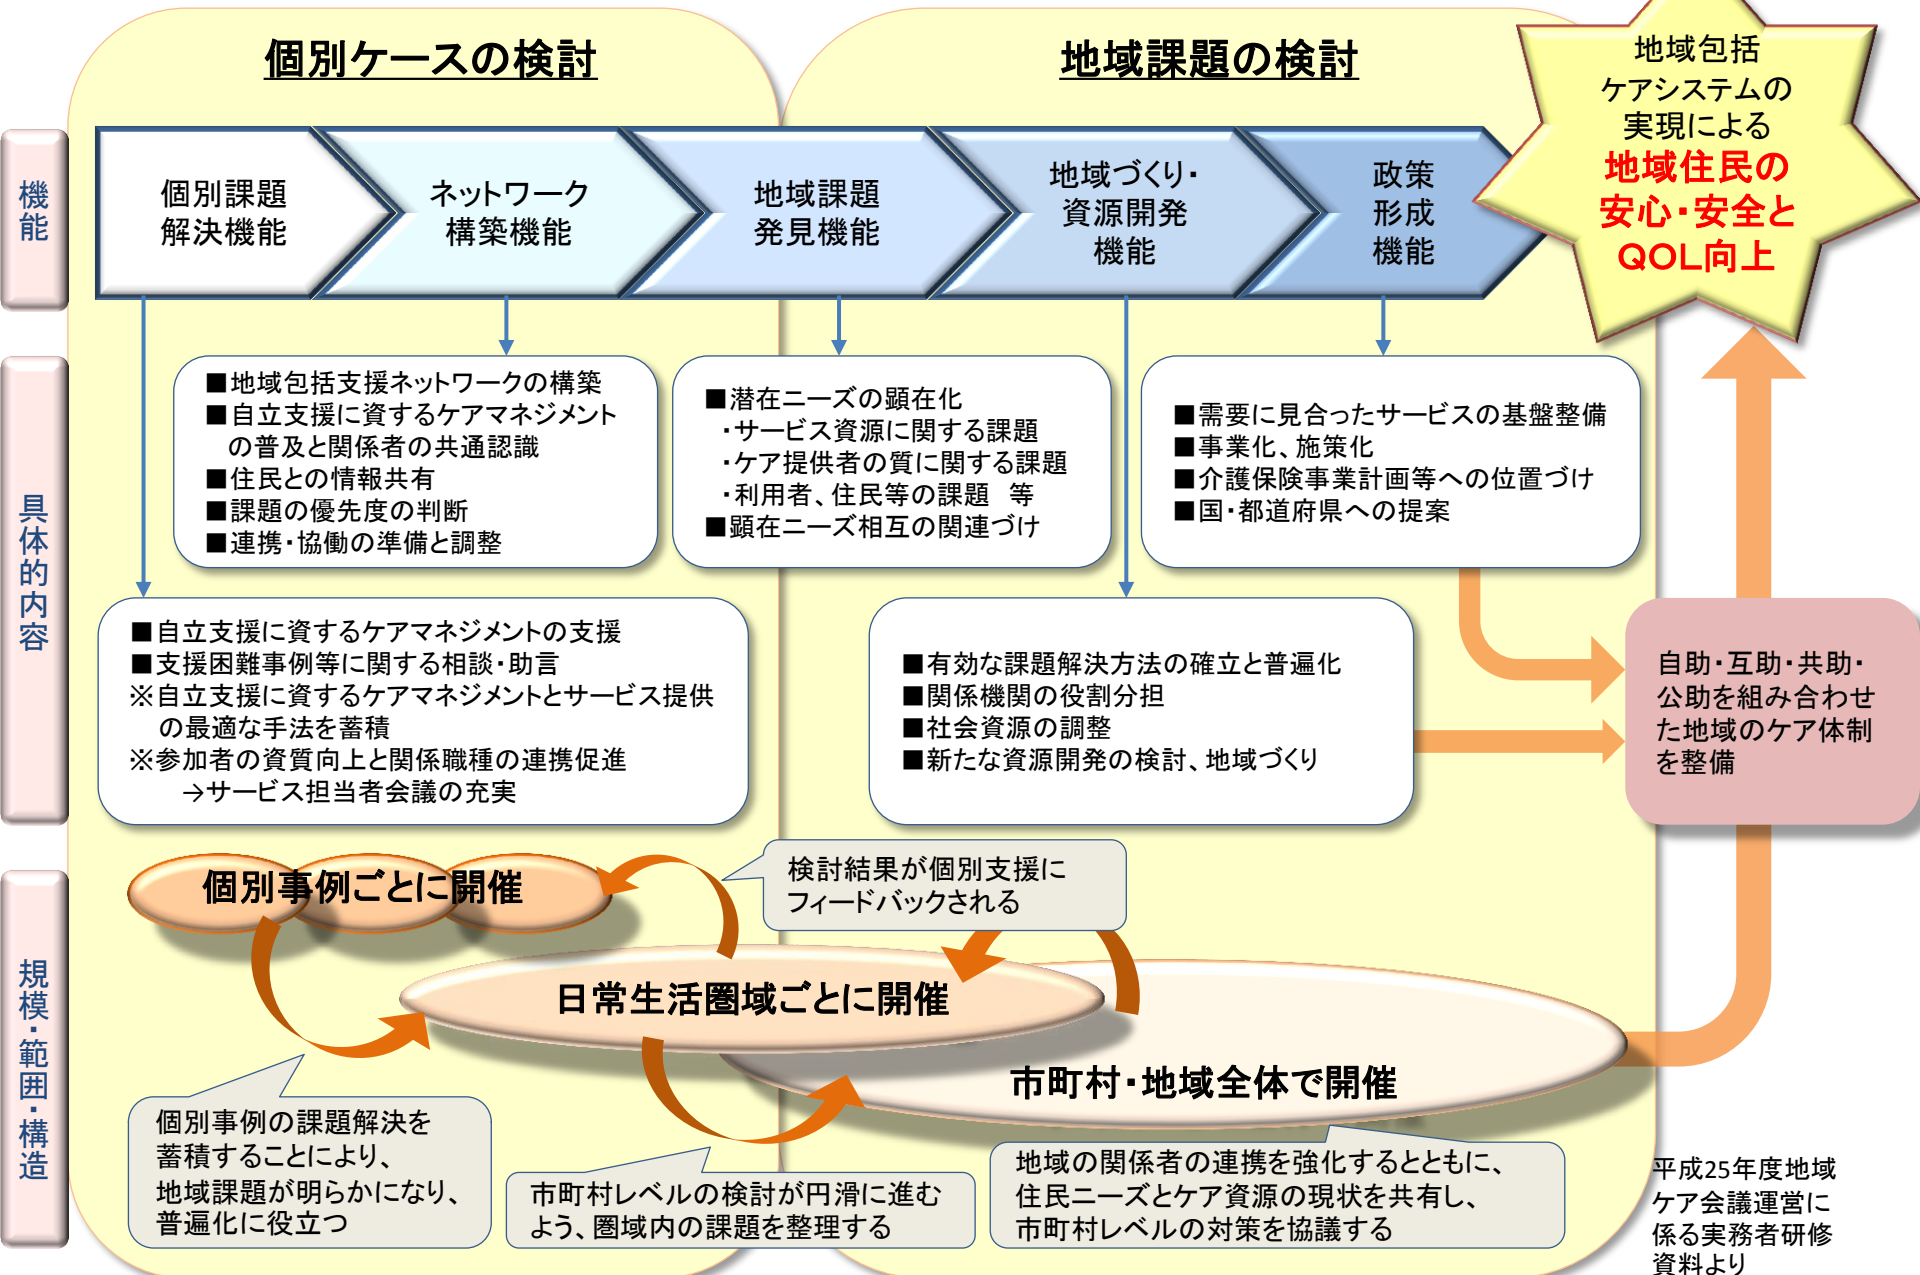 個別ケースの検討
地域課題の検討
地域包括
ケアシステムの
実現による
地域住民の
安心・安全と
QOL向上
機能
個別課題
解決機能
ネットワーク
構築機能
地域課題
発見機能
地域づくり・
資源開発
機能
政策
形成
機能
具体的内容
■地域包括支援ネットワークの構築
■自立支援に資するケアマネジメント
の普及と関係者の共通認識
■住民との情報共有
■課題の優先度の判断
■連携・協働の準備と調整
■潜在ニーズの顕在化
・サービス資源に関する課題
・ケア提供者の質に関する課題
・利用者、住民等の課題　等
■顕在ニーズ相互の関連づけ
■需要に見合ったサービスの基盤整備
■事業化、施策化
■介護保険事業計画等への位置づけ
■国・都道府県への提案
■自立支援に資するケアマネジメントの支援
■支援困難事例等に関する相談・助言
※自立支援に資するケアマネジメントとサービス提供
の最適な手法を蓄積
※参加者の資質向上と関係職種の連携促進
→サービス担当者会議の充実
■有効な課題解決方法の確立と普遍化
■関係機関の役割分担
■社会資源の調整
■新たな資源開発の検討、地域づくり
自助・互助・共助・
公助を組み合わせ
た地域のケア体制
を整備
規模・範囲・構造
個別事例ごとに開催
検討結果が個別支援に
フィードバックされる
日常生活圏域ごとに開催
市町村・地域全体で開催
個別事例の課題解決を
蓄積することにより、
地域課題が明らかになり、
普遍化に役立つ
市町村レベルの検討が円滑に進む
よう、圏域内の課題を整理する
地域の関係者の連携を強化するとともに、
住民ニーズとケア資源の現状を共有し、
市町村レベルの対策を協議する
平成25年度地域
ケア会議運営に
係る実務者研修
資料より